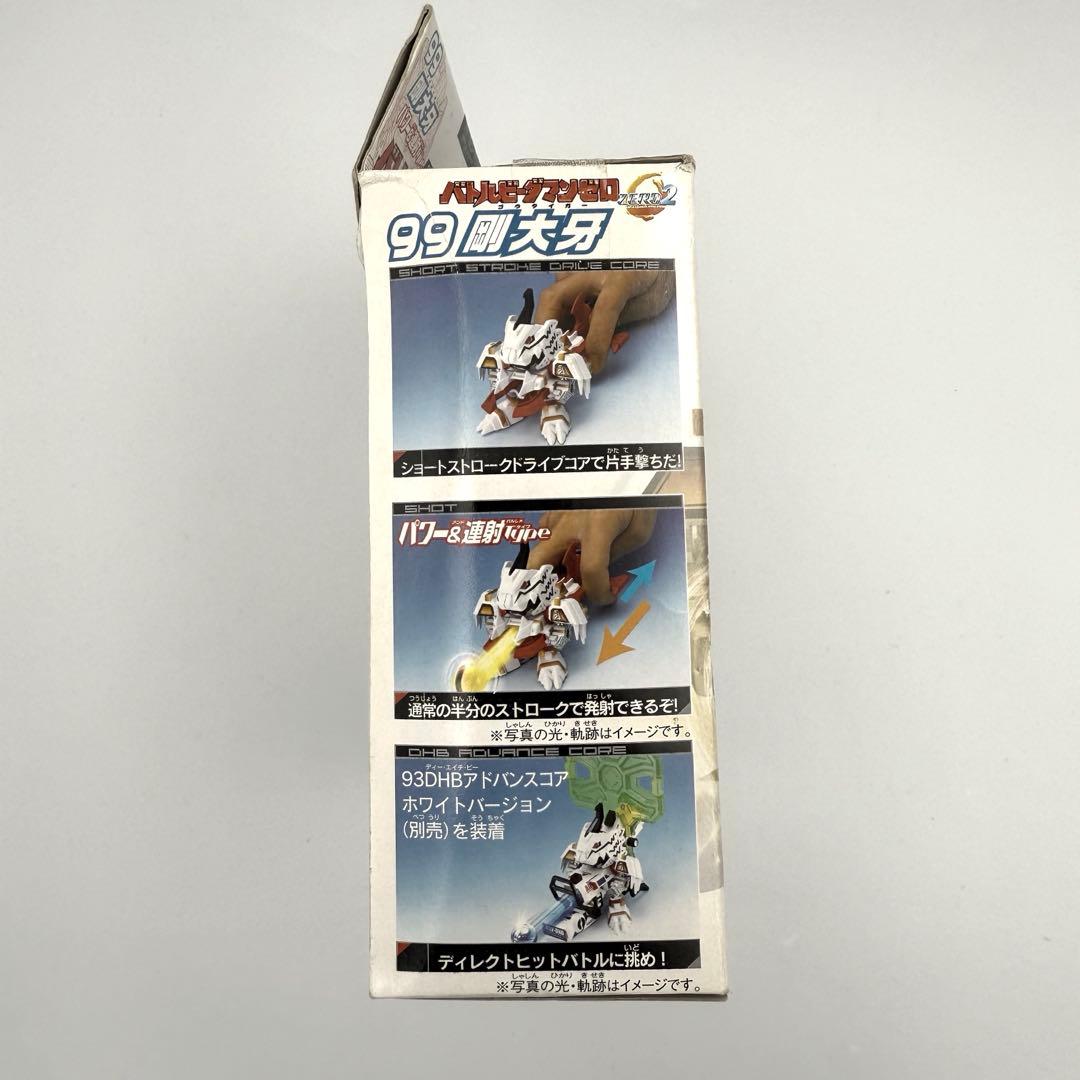 バトルビーダマンゼロ ZERO2
ゴウタイガー
99 剛大牙
SHORT STROKE DRIVE CORE
かたてう
ショートストロークドライブコアで片手撃ちだ!
SHOT
アンド バルシャ タイプ
パワー&連射Type
つうじょう はんぶん はっしゃ
通常の半分のストロークで発射できるぞ!
しゃしん ひかり きせき
※写真の光・軌跡はイメージです。
DHB ADVANCE CORE
ディー・エイチ・ビー
93DHBアドバンスコア
ホワイトバージョン
べつうり そうちゃく
(別売)を装着
いど
ディレクトヒットバトルに挑め!
しゃしん ひかり きせき
※写真の光・軌跡はイメージです。